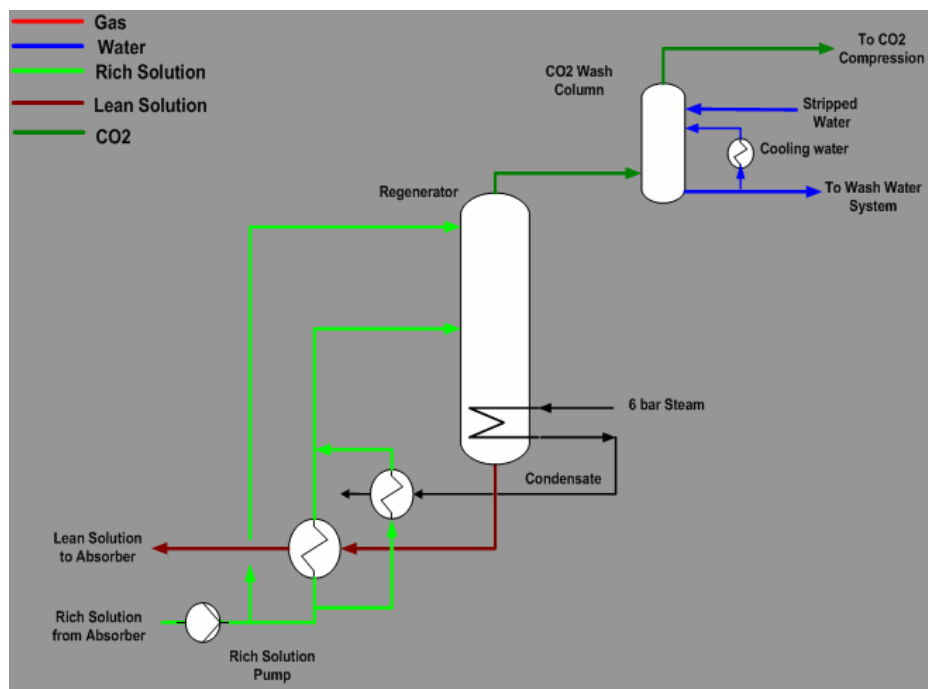 Gas
Water
Rich Solution
Lean Solution
CO2
To CO2
Compression
CO2 Wash
Column
Stripped
Water
Cooling water
To Wash Water
System
Regenerator
6 bar Steam
Condensate
Lean Solution
to Absorber
Rich Solution
from Absorber
Rich Solution
Pump